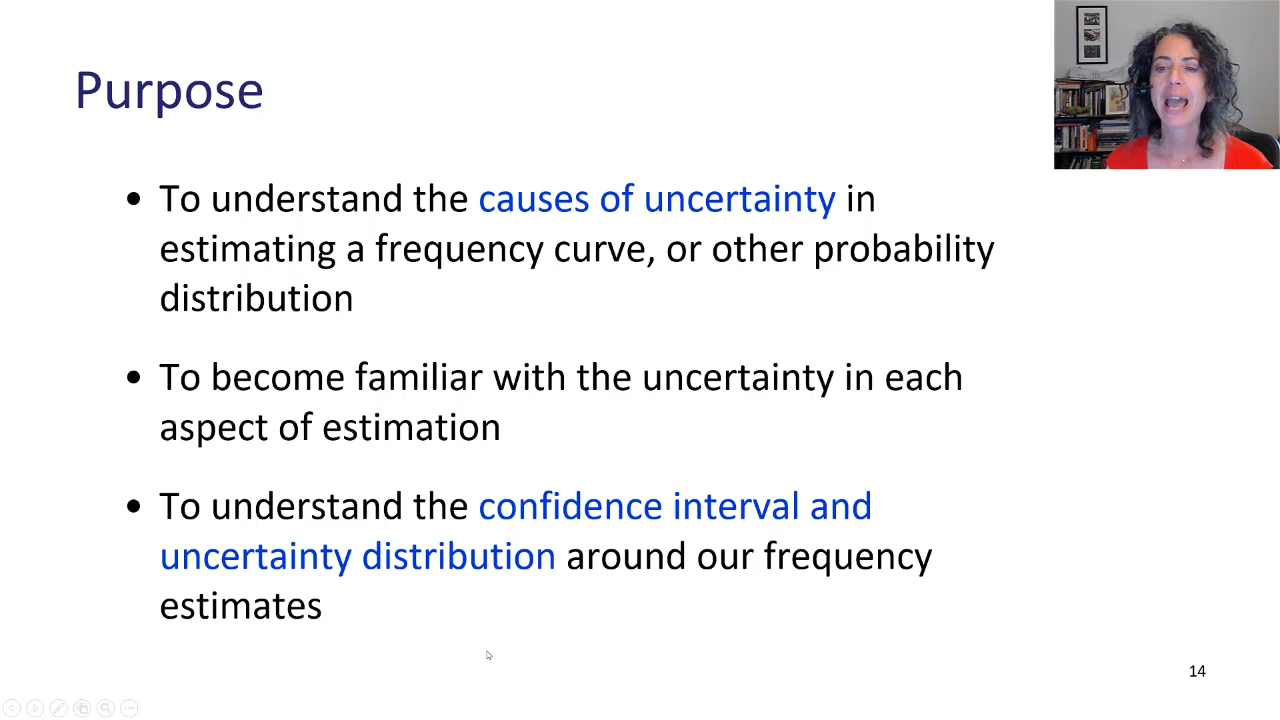 Purpose
• To understand the causes of uncertainty in
estimating a frequency curve, or other probability
distribution
• To become familiar with the uncertainty in each
aspect of estimation
• To understand the confidence interval and
uncertainty distribution around our frequency
estimates
14